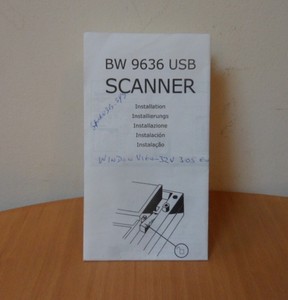 BW 9636 USB
SCANNER
Installation
Installierungs
Installazione
Instalación
Instalação